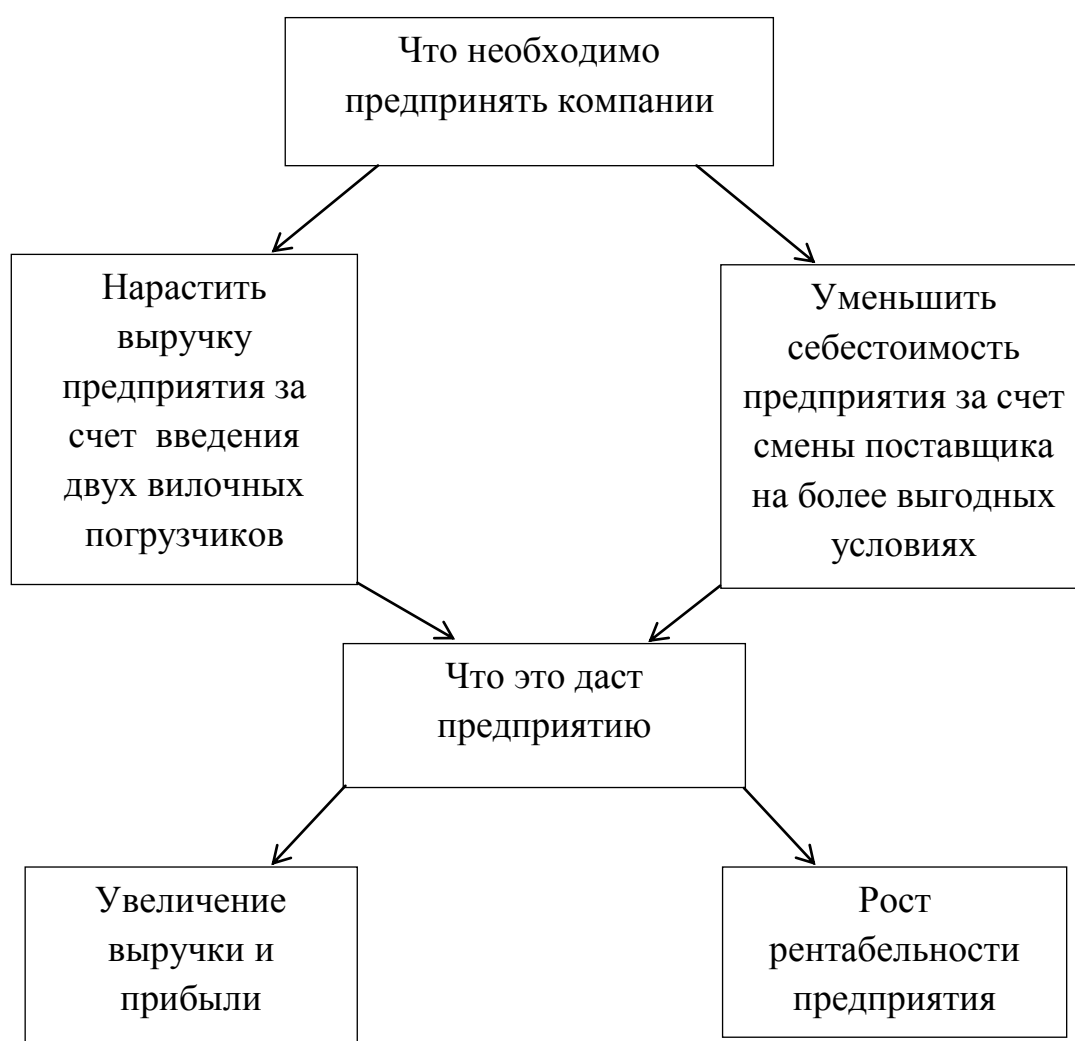 Что необходимо
предпринять компании
Нарастить
выручку
предприятия за
счет введения
двух вилочных
погрузчиков
Уменьшить
себестоимость
предприятия за счет
смены поставщика
на более выгодных
условиях
Что это даст
предприятию
Увеличение
выручки и
прибыли
Рост
рентабельности
предприятия